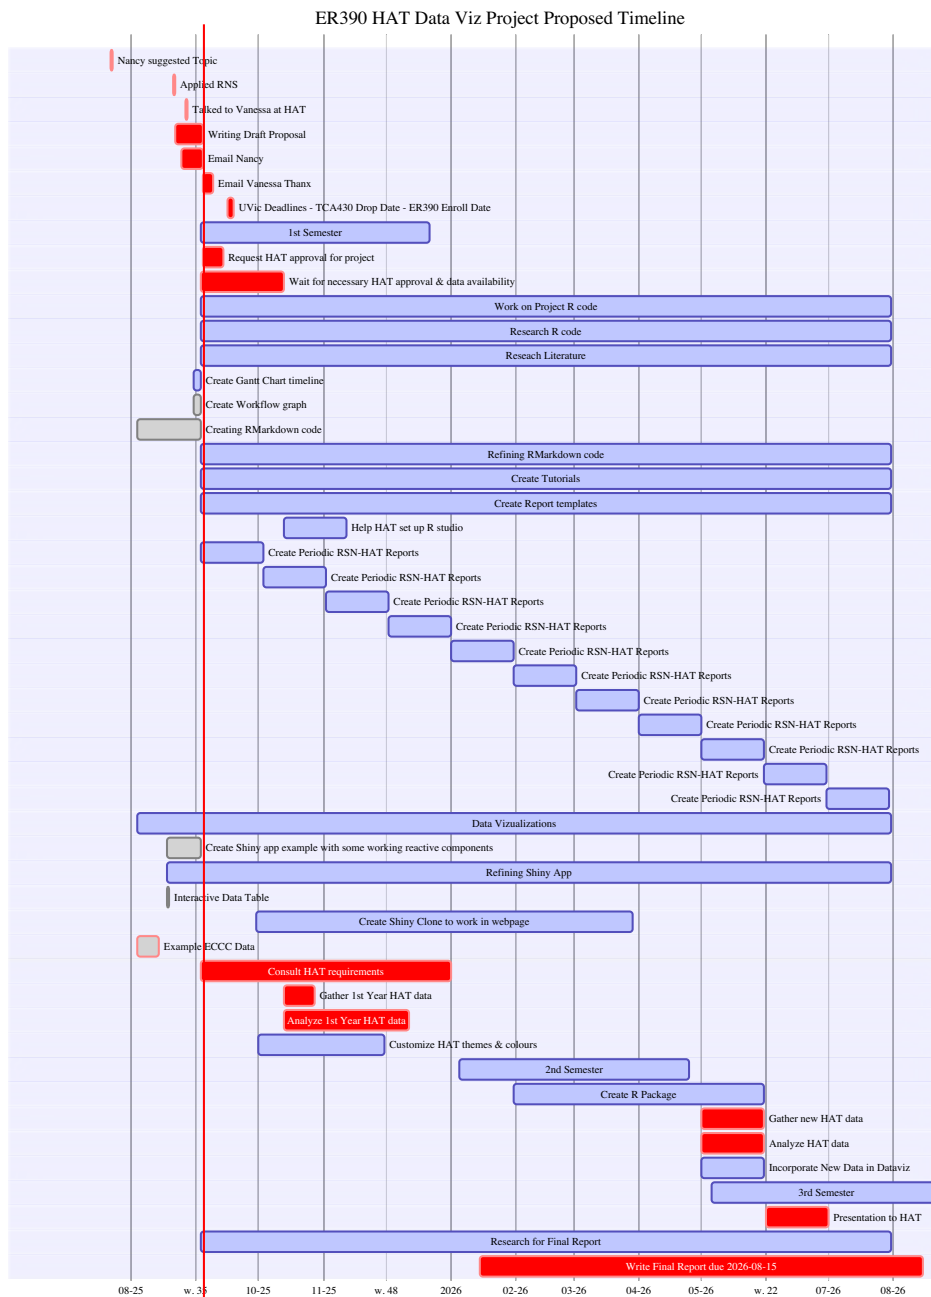 ER390 HAT Data Viz Project Proposed Timeline
Nancy suggested Topic
Applied RNS
Talked to Vanessa at HAT
Writing Draft Proposal
Email Nancy
Email Vanessa Thanx
UVic Deadlines - TCA430 Drop Date - ER390 Enroll Date
1st Semester
Request HAT approval for project
Wait for necessary HAT approval & data availability
Work on Project R code
Research R code
Reseach Literature
Create Gantt Chart timeline
Create Workflow graph
Creating RMarkdown code
Refining RMarkdown code
Create Tutorials
Create Report templates
Help HAT set up R studio
Create Periodic RSN-HAT Reports
Create Periodic RSN-HAT Reports
Create Periodic RSN-HAT Reports
Create Periodic RSN-HAT Reports
Create Periodic RSN-HAT Reports
Create Periodic RSN-HAT Reports
Create Periodic RSN-HAT Reports
Create Periodic RSN-HAT Reports
Create Periodic RSN-HAT Reports
Create Periodic RSN-HAT Reports
Create Periodic RSN-HAT Reports
Data Vizualizations
Create Shiny app example with some working reactive components
Refining Shiny App
Interactive Data Table
Create Shiny Clone to work in webpage
Example ECCC Data
Consult HAT requirements
Gather 1st Year HAT data
Analyze 1st Year HAT data
Customize HAT themes & colours
2nd Semester
Create R Package
Gather new HAT data
Analyze HAT data
Incorporate New Data in Dataviz
3rd Semester
Presentation to HAT
Research for Final Report
Write Final Report due 2026-08-15
08-25 w. 35 10-25 11-25 w. 48 2026 02-26 03-26 04-26 05-26 w. 22 07-26 08-26